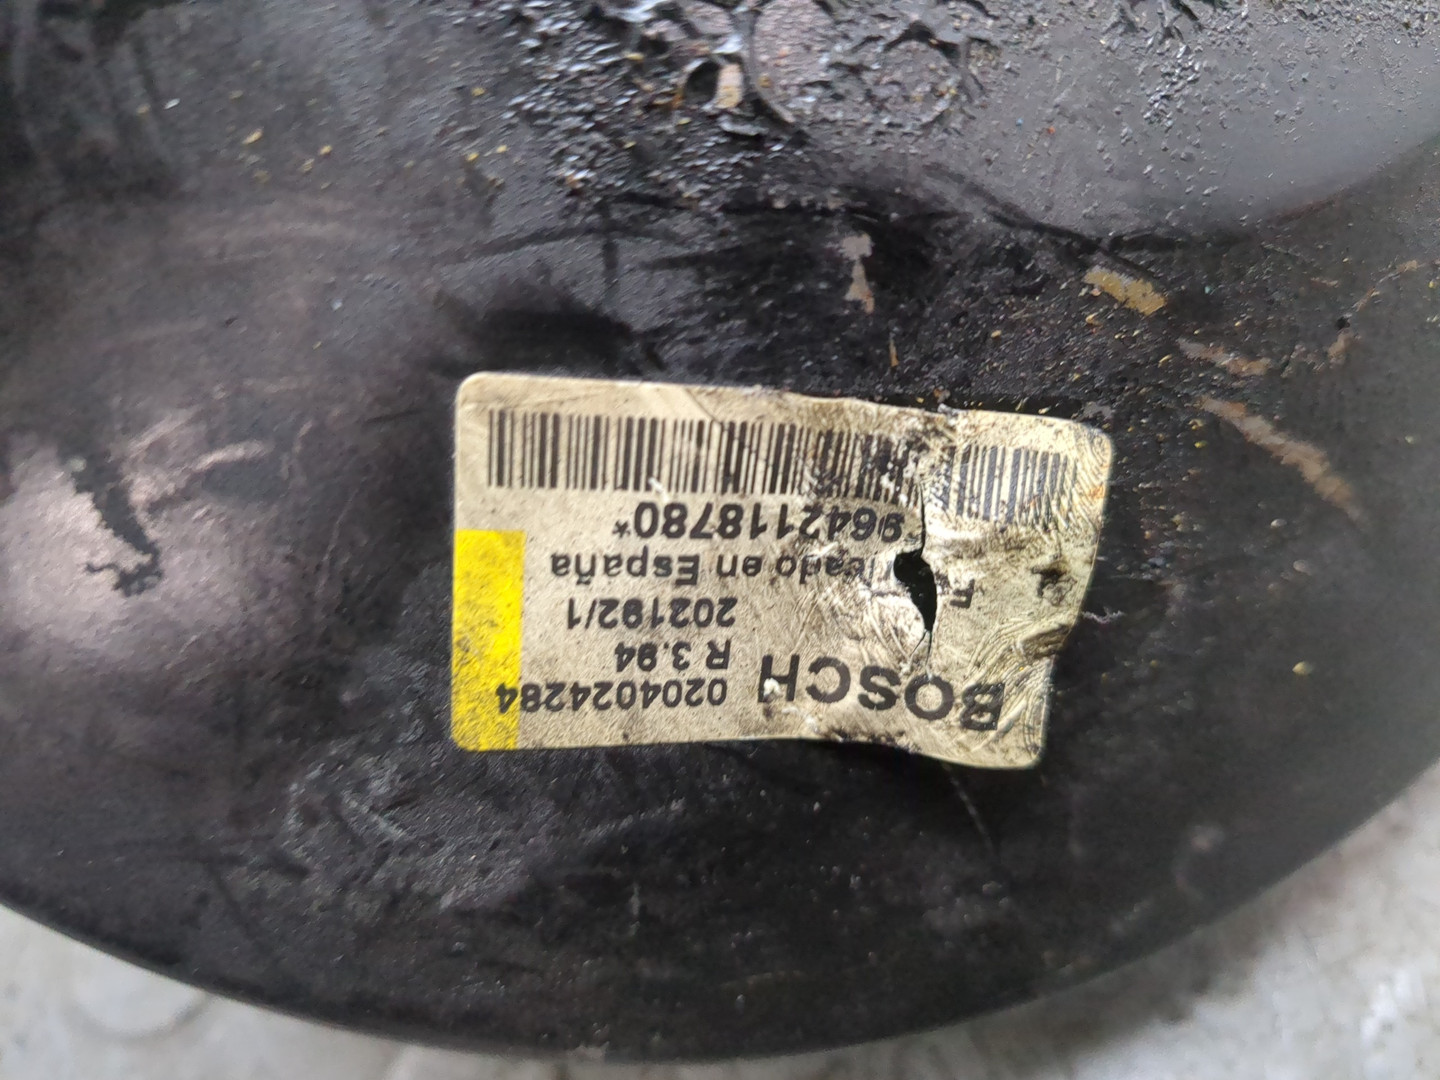 BOSCH 0204024284
R 3.94
202192/1
en España
9642118780*